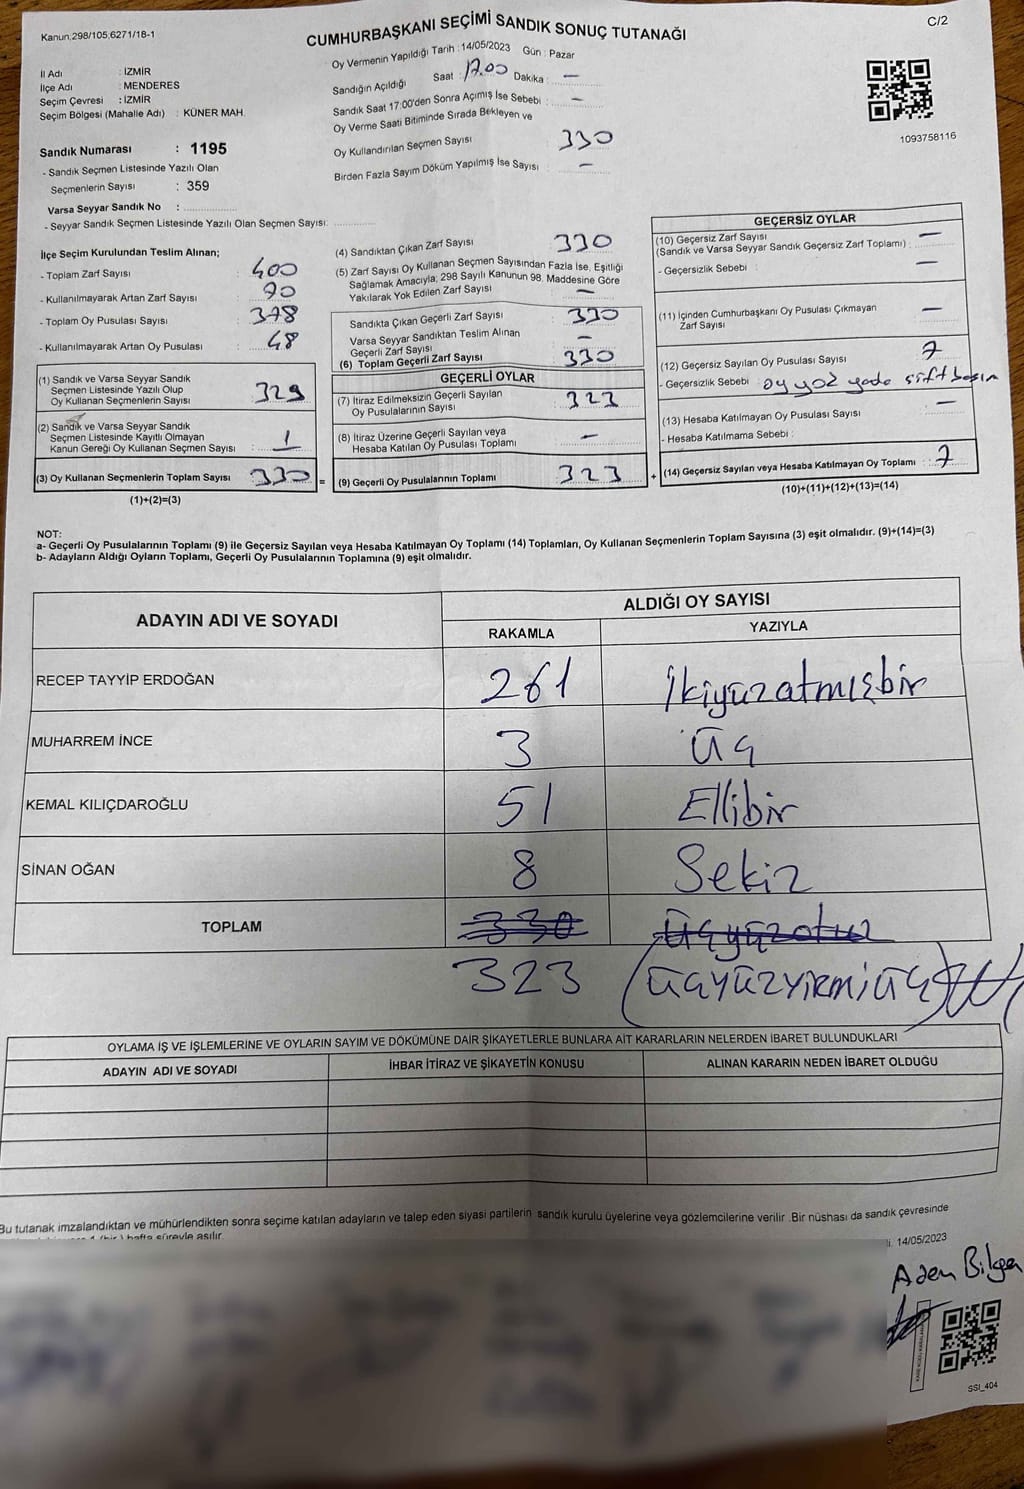 Kanun,298/105,6271/18-1
CUMHURBAŞKANI SEÇİMİ SANDIK SONUÇ TUTANAĞI
C/2
İl Adı : İZMİR
İlçe Adı : MENDERES
Seçim Çevresi : İZMİR
Seçim Bölgesi (Mahalle Adı) : KÜNER MAH.
Sandık Numarası : 1195
- Sandık Seçmen Listesinde Yazılı Olan
Seçmenlerin Sayısı : 359
Varsa Seyyar Sandık No :
- Seyyar Sandık Seçmen Listesinde Yazılı Olan Seçmen Sayısı:
Oy Vermenin Yapıldığı Tarih : 14/05/2023 Gün : Pazar
Sandığın Açıldığı Saat : 17.00 Dakika : —
Sandık Saat 17:00'den Sonra Açımış İse Sebebi : —
Oy Verme Saati Bitiminde Sırada Bekleyen ve
Oy Kullandırılan Seçmen Sayısı : 330
Birden Fazla Sayım Döküm Yapılmış İse Sayısı : —
1093758116
İlçe Seçim Kurulundan Teslim Alınan;
- Toplam Zarf Sayısı : 400
- Kullanılmayarak Artan Zarf Sayısı : 70
- Toplam Oy Pusulası Sayısı : 378
- Kullanılmayarak Artan Oy Pusulası : 48
(1) Sandık ve Varsa Seyyar Sandık
Seçmen Listesinde Yazılı Olup
Oy Kullanan Seçmenlerin Sayısı : 329
(2) Sandık ve Varsa Seyyar Sandık
Seçmen Listesinde Kayıtlı Olmayan
Kanun Gereği Oy Kullanan Seçmen Sayısı : 1
(3) Oy Kullanan Seçmenlerin Toplam Sayısı : 330 =
(1)+(2)=(3)
(4) Sandıktan Çıkan Zarf Sayısı : 330
(5) Zarf Sayısı Oy Kullanan Seçmen Sayısından Fazla İse, Eşitliği
Sağlamak Amacıyla; 298 Sayılı Kanunun 98. Maddesine Göre
Yakılarak Yok Edilen Zarf Sayısı : —
Sandıkta Çıkan Geçerli Zarf Sayısı : 330
Varsa Seyyar Sandıktan Teslim Alınan
Geçerli Zarf Sayısı : —
(6) Toplam Geçerli Zarf Sayısı : 330
GEÇERLİ OYLAR
(7) İtiraz Edilmeksizin Geçerli Sayılan
Oy Pusulalarının Sayısı : 323
(8) İtiraz Üzerine Geçerli Sayılan veya
Hesaba Katılan Oy Pusulası Toplamı : —
(9) Geçerli Oy Pusulalarının Toplamı : 323 +
GEÇERSİZ OYLAR
(10) Geçersiz Zarf Sayısı
(Sandık ve Varsa Seyyar Sandık Geçersiz Zarf Toplamı) : —
- Geçersizlik Sebebi : —
(11) İçinden Cumhurbaşkanı Oy Pusulası Çıkmayan
Zarf Sayısı : —
(12) Geçersiz Sayılan Oy Pusulası Sayısı : 7
- Geçersizlik Sebebi : oy yok yada çift basım
(13) Hesaba Katılmayan Oy Pusulası Sayısı : —
- Hesaba Katılmama Sebebi :
(14) Geçersiz Sayılan veya Hesaba Katılmayan Oy Toplamı : 7
(10)+(11)+(12)+(13)=(14)
NOT:
a- Geçerli Oy Pusulalarının Toplamı (9) ile Geçersiz Sayılan veya Hesaba Katılmayan Oy Toplamı (14) Toplamları, Oy Kullanan Seçmenlerin Toplam Sayısına (3) eşit olmalıdır. (9)+(14)=(3)
b- Adayların Aldığı Oyların Toplamı, Geçerli Oy Pusulalarının Toplamına (9) eşit olmalıdır.
ADAYIN ADI VE SOYADI ALDIĞI OY SAYISI
RAKAMLA YAZIYLA
RECEP TAYYİP ERDOĞAN 261 İkiyüzatmışbir
MUHARREM İNCE 3 üç
KEMAL KILIÇDAROĞLU 51 Ellibir
SİNAN OĞAN 8 Sekiz
TOPLAM 330 üçyüzotuz
323 (ÜÇYÜZYİRMİÜÇ)
OYLAMA İŞ VE İŞLEMLERİNE VE OYLARIN SAYIM VE DÖKÜMÜNE DAİR ŞİKAYETLERLE BUNLARA AİT KARARLARIN NELERDEN İBARET BULUNDUKLARI
ADAYIN ADI VE SOYADI İHBAR İTİRAZ VE ŞİKAYETİN KONUSU ALINAN KARARIN NEDEN İBARET OLDUĞU
Bu tutanak imzalandıktan ve mühürlendikten sonra seçime katılan adayların ve talep eden siyasi partilerin sandık kurulu üyelerine veya gözlemcilerine verilir .Bir nüshası da sandık çevresinde
1 (bir) hafta süreyle asılır.
14/05/2023
Adem Bilgen
SSI_404